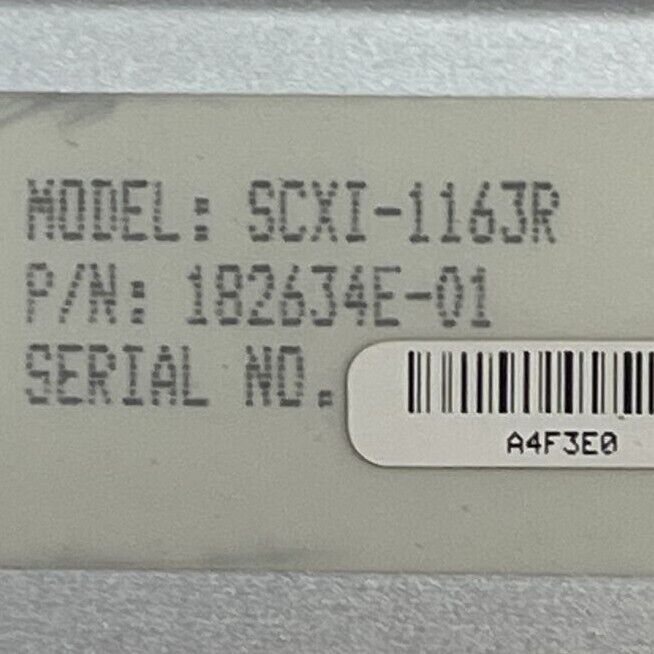 MODEL: SCXI-1163R
P/N: 182634E-01
SERIAL NO.
A4F3E0